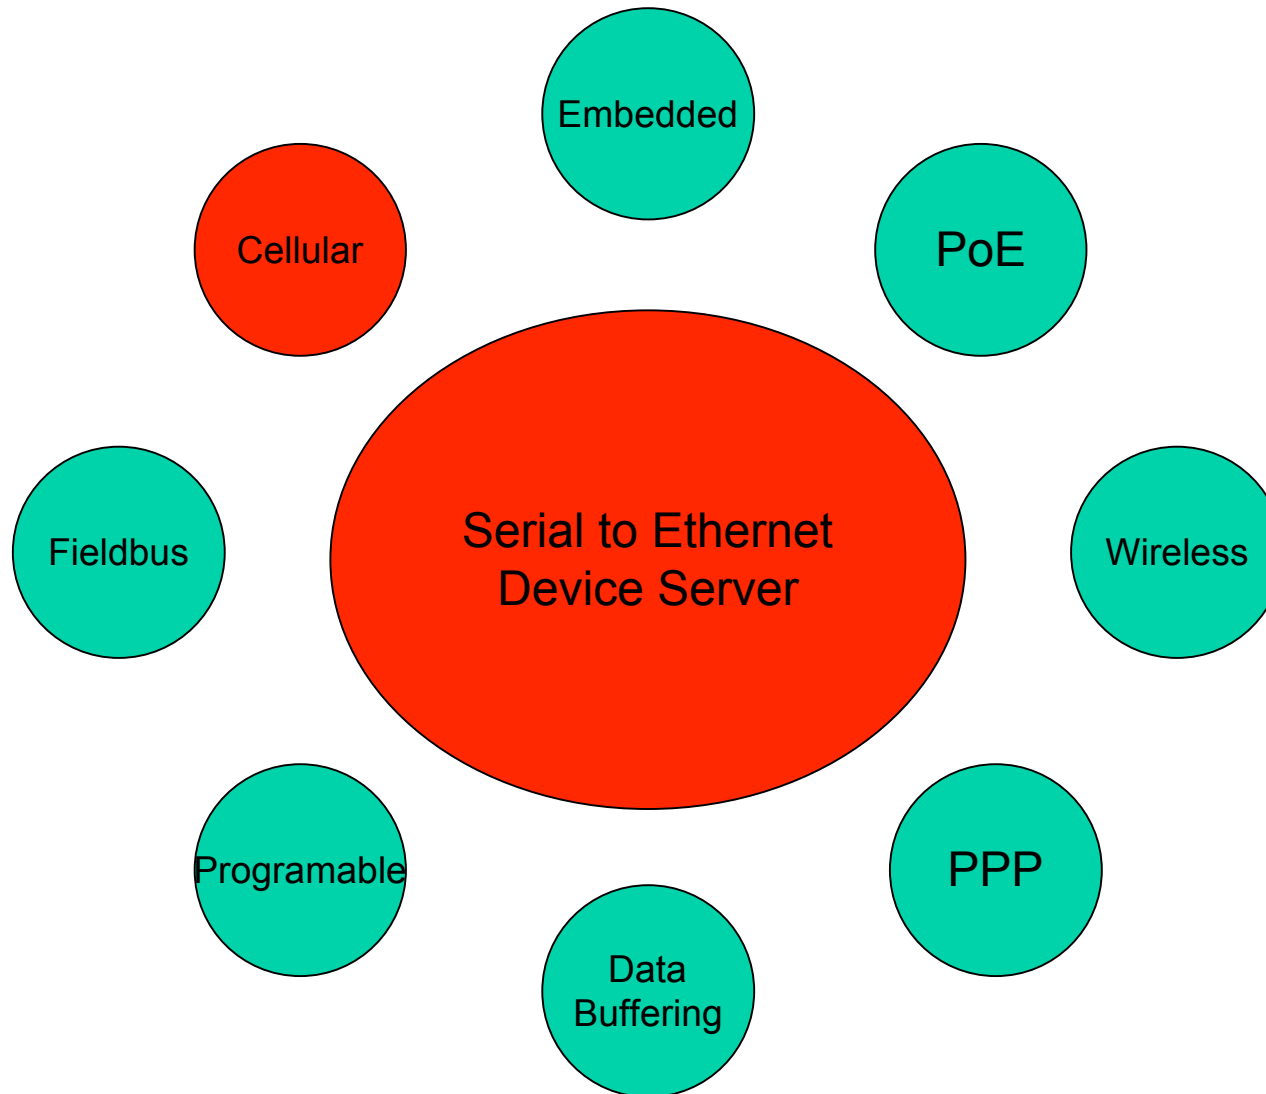 Embedded
Cellular
PoE
Fieldbus
Serial to Ethernet
Device Server
Wireless
Programable
PPP
Data
Buffering